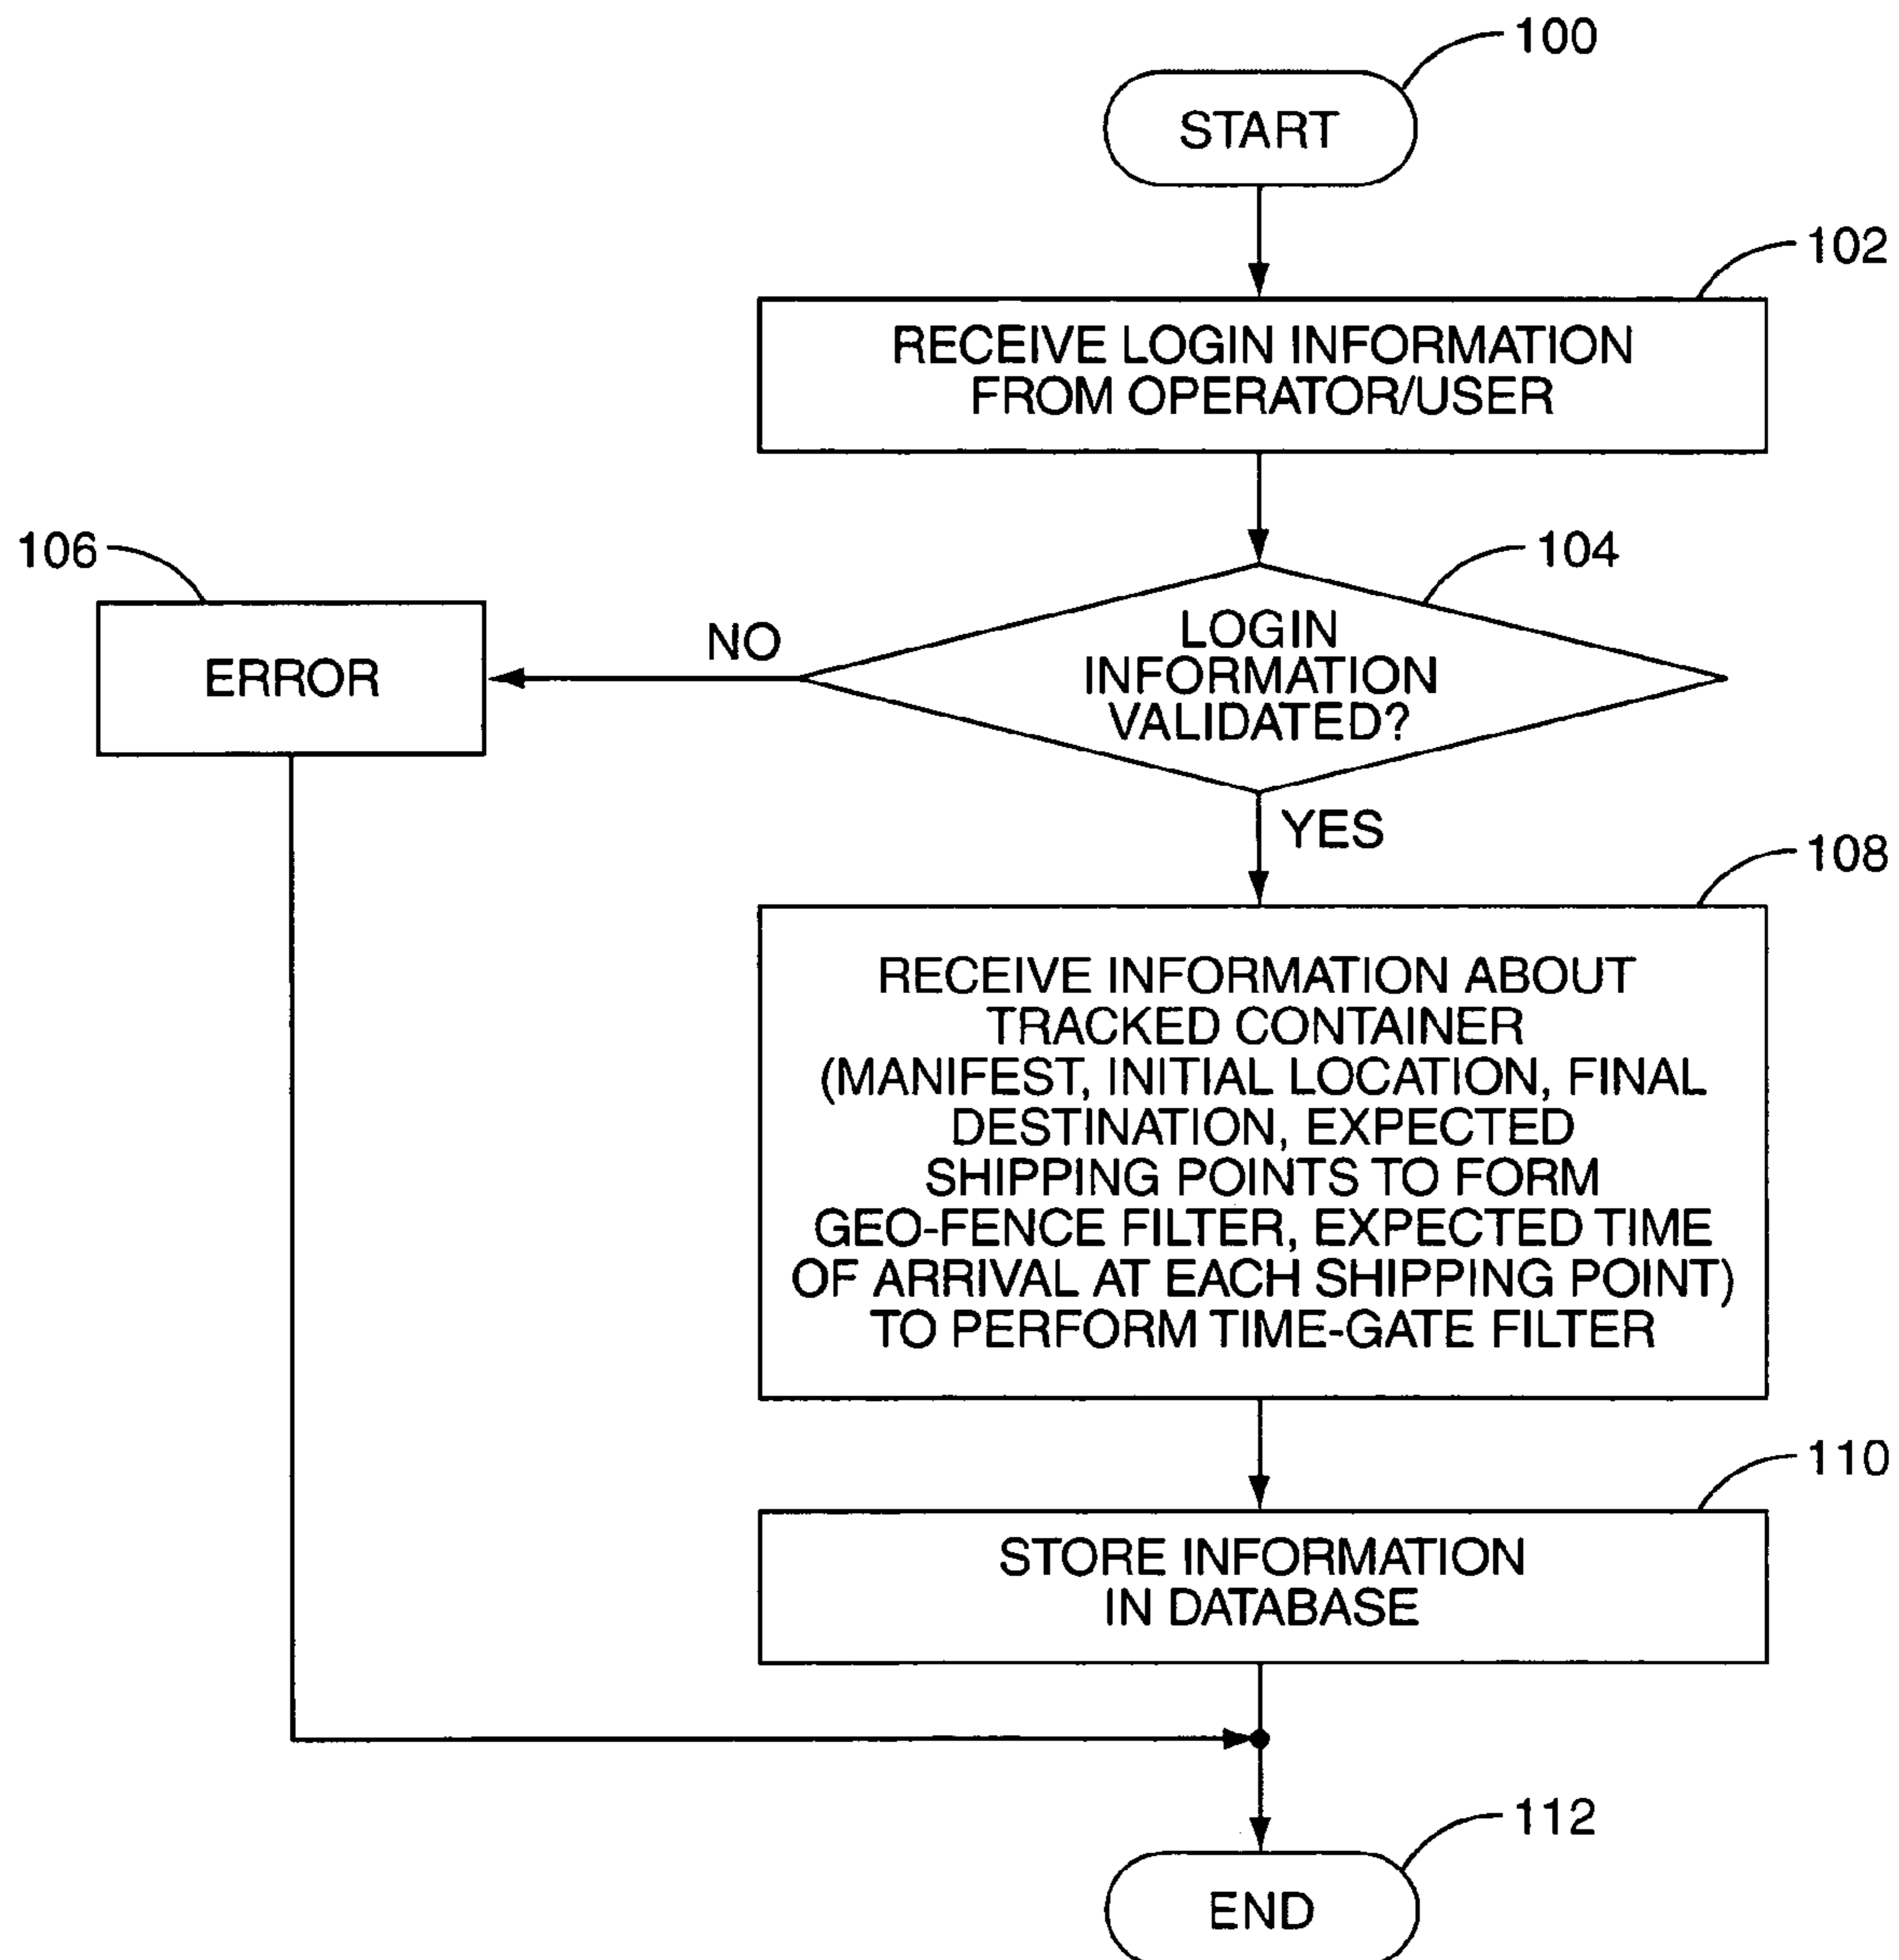 100
START
102
RECEIVE LOGIN INFORMATION
FROM OPERATOR/USER
104
106
LOGIN
INFORMATION
VALIDATED?
NO
ERROR
YES
108
RECEIVE INFORMATION ABOUT
TRACKED CONTAINER
(MANIFEST, INITIAL LOCATION, FINAL
DESTINATION, EXPECTED
SHIPPING POINTS TO FORM
GEO-FENCE FILTER, EXPECTED TIME
OF ARRIVAL AT EACH SHIPPING POINT)
TO PERFORM TIME-GATE FILTER
110
STORE INFORMATION
IN DATABASE
112
END